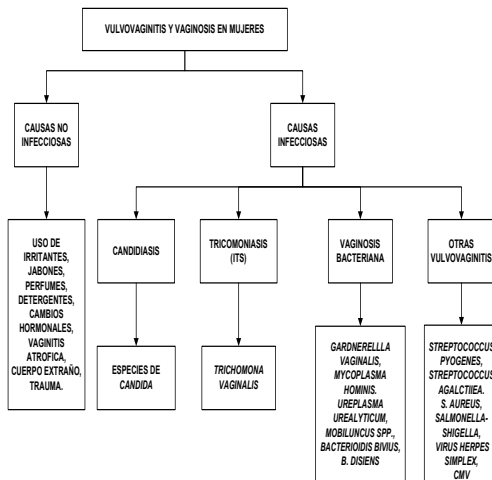 VULVOVAGINITIS Y VAGINOSIS EN MUJERES
CAUSAS NO
INFECCIOSAS
CAUSAS
INFECCIOSAS
USO DE
IRRITANTES,
JABONES,
PERFUMES,
DETERGENTES,
CAMBIOS
HORMONALES,
VAGINITIS
ATROFICA,
CUERPO EXTRAÑO,
TRAUMA.
CANDIDIASIS
TRICOMONIASIS
(ITS)
VAGINOSIS
BACTERIANA
OTRAS
VULVOVAGINITIS
ESPECIES DE
CANDIDA
TRICHOMONA
VAGINALIS
GARDNERELLLA
VAGINALIS,
MYCOPLASMA
HOMINIS.
UREPLASMA
UREALYTICUM,
MOBILUNCUS SPP.,
BACTERIOIDIS BIVIUS,
B. DISIENS
STREPTOCOCCUS
PYOGENES,
STREPTOCOCCUS
AGALCTIIEA.
S. AUREUS,
SALMONELLA-
SHIGELLA,
VIRUS HERPES
SIMPLEX,
CMV